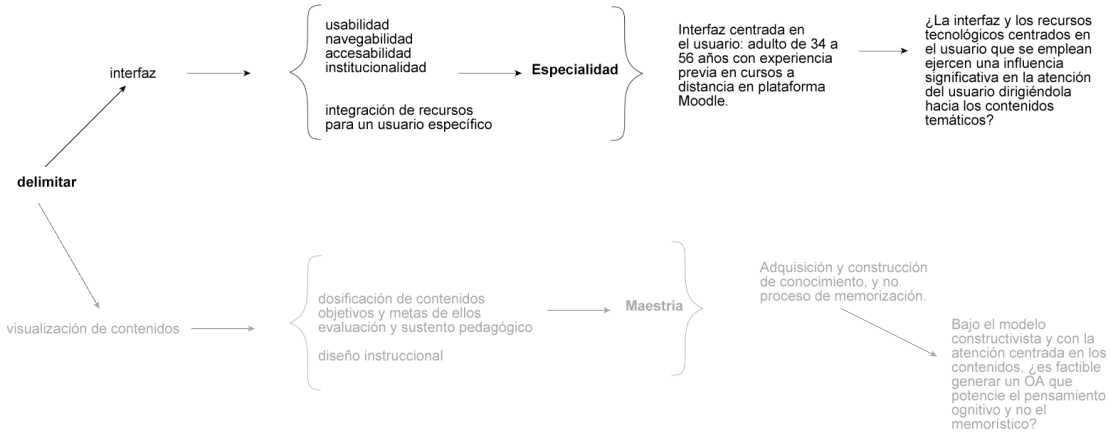 delimitar
interfaz
usabilidad
navegabilidad
accesabilidad
institucionalidad
integración de recursos
para un usuario específico
Especialidad
Interfaz centrada en
el usuario: adulto de 34 a
56 años con experiencia
previa en cursos a
distancia en plataforma
Moodle.
¿La interfaz y los recursos
tecnológicos centrados en
el usuario que se emplean
ejercen una influencia
significativa en la atención
del usuario dirigiéndola
hacia los contenidos
temáticos?
visualización de contenidos
dosificación de contenidos
objetivos y metas de ellos
evaluación y sustento pedagógico
diseño instruccional
Maestría
Adquisición y construcción
de conocimiento, y no
proceso de memorización.
Bajo el modelo
constructivista y con la
atención centrada en los
contenidos, ¿es factible
generar un OA que
potencie el pensamiento
ognitivo y no el
memorístico?